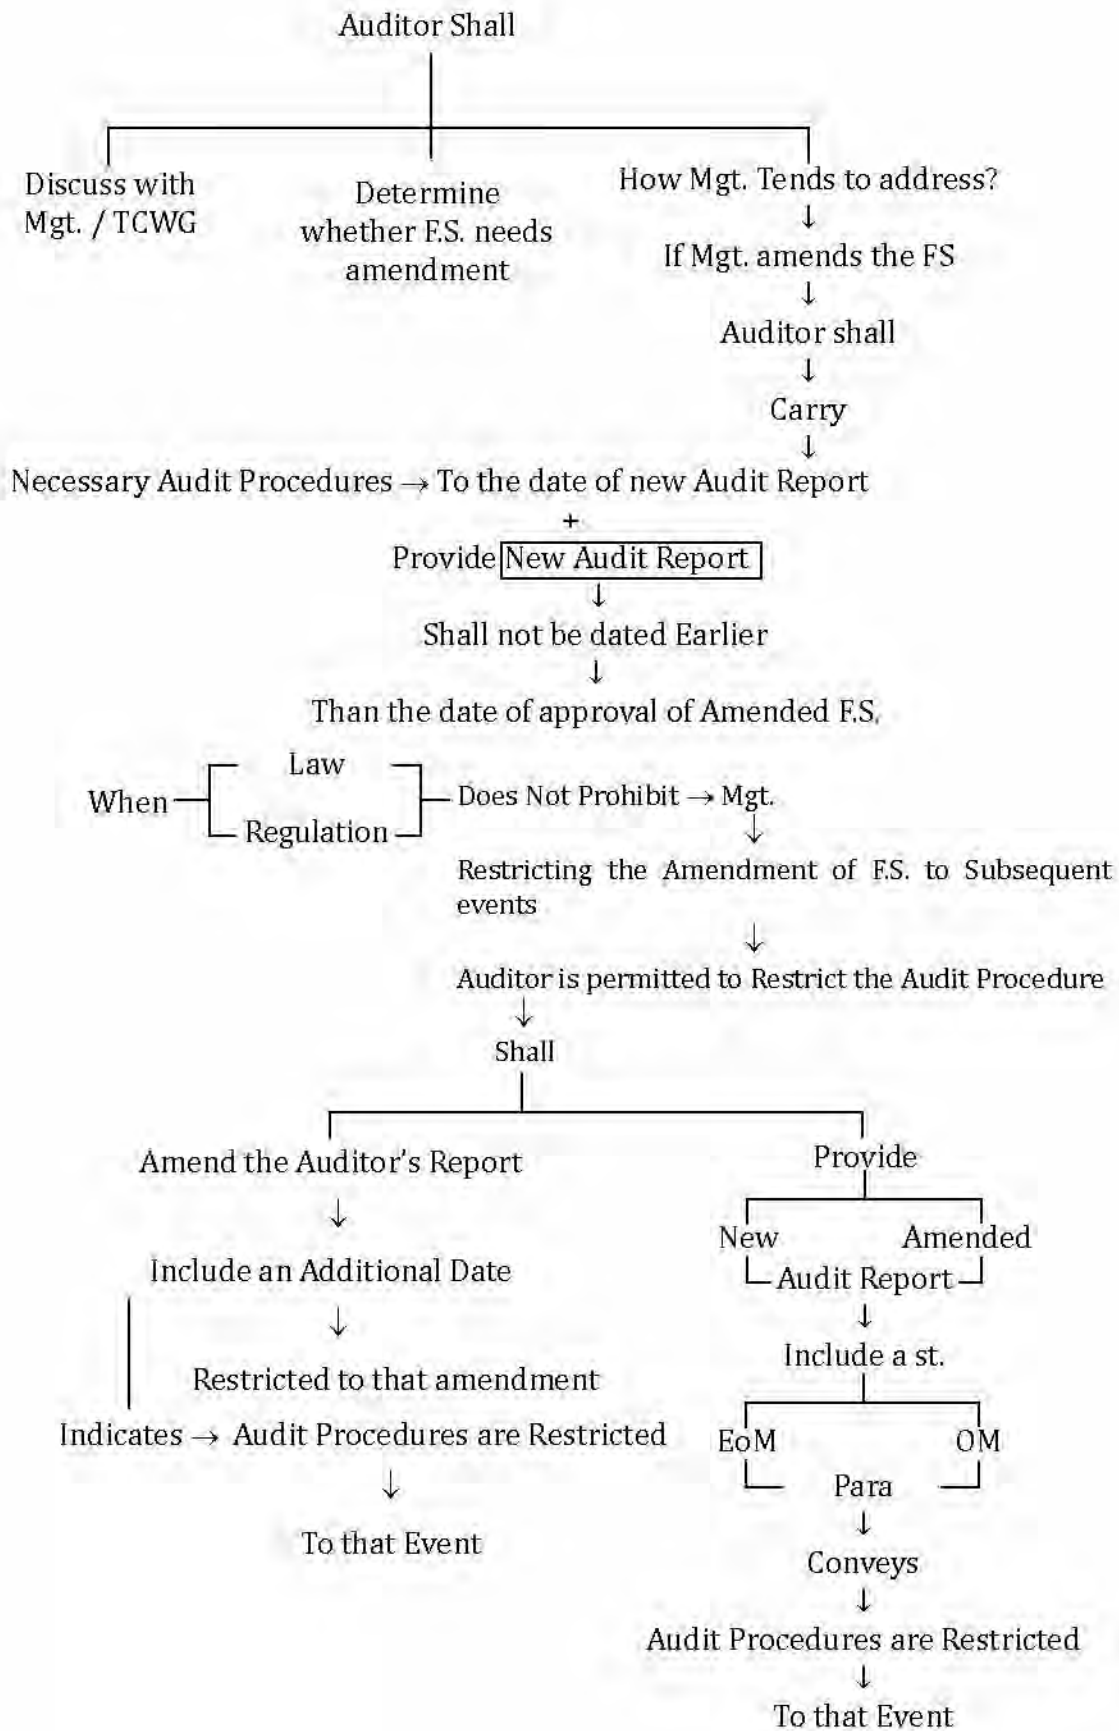 Auditor Shall
Discuss with
Mgt. / TCWG
Determine
whether F.S. needs
amendment
How Mgt. Tends to address?
↓
If Mgt. amends the FS
↓
Auditor shall
↓
Carry
↓
Necessary Audit Procedures → To the date of new Audit Report
+
Provide New Audit Report
↓
Shall not be dated Earlier
↓
Than the date of approval of Amended F.S.
When
Law
Regulation
Does Not Prohibit → Mgt.
↓
Restricting the Amendment of F.S. to Subsequent
events
↓
Auditor is permitted to Restrict the Audit Procedure
↓
Shall
Amend the Auditor's Report
↓
Include an Additional Date
↓
Restricted to that amendment
Indicates → Audit Procedures are Restricted
↓
To that Event
Provide
New Amended
Audit Report
↓
Include a st.
EoM OM
Para
↓
Conveys
↓
Audit Procedures are Restricted
↓
To that Event